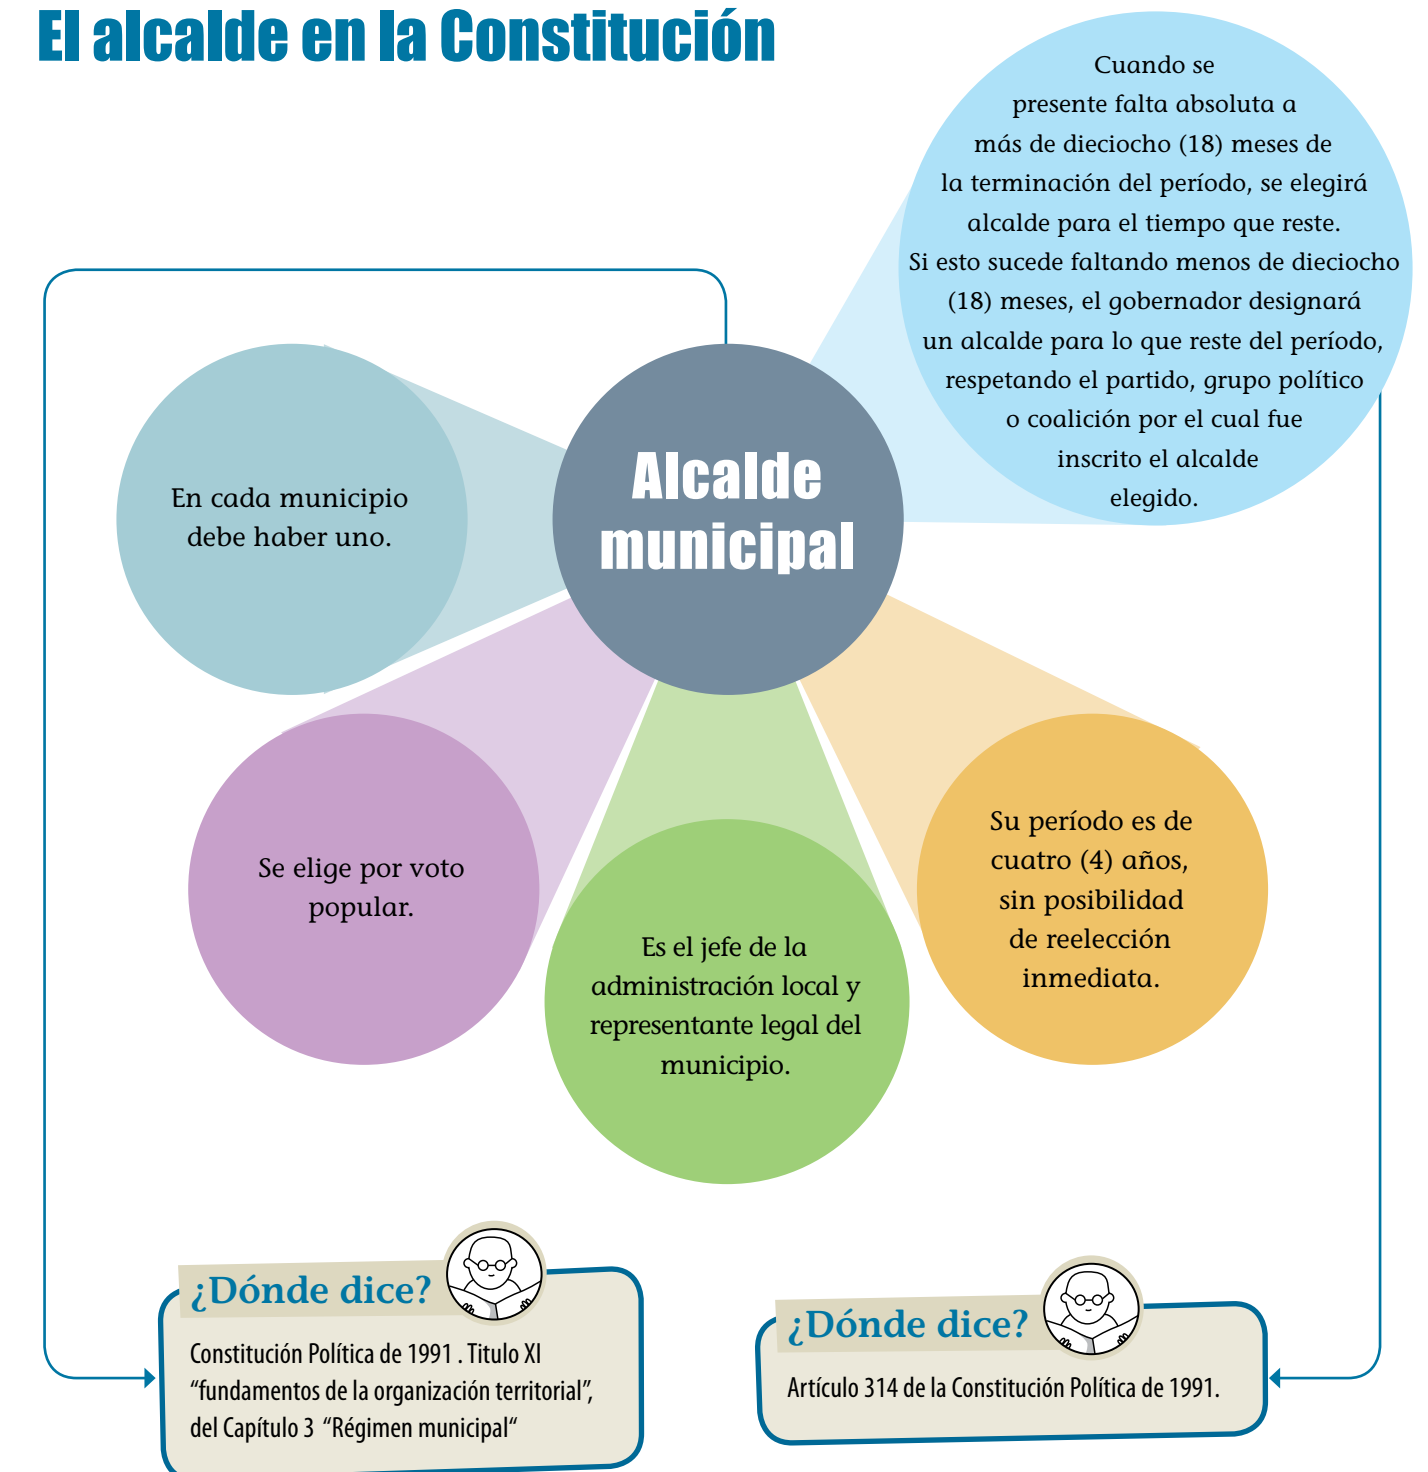 El alcalde en la Constitución
Cuando se
presente falta absoluta a
más de dieciocho (18) meses de
la terminación del período, se elegirá
alcalde para el tiempo que reste.
Si esto sucede faltando menos de dieciocho
(18) meses, el gobernador designará
un alcalde para lo que reste del período,
respetando el partido, grupo político
o coalición por el cual fue
inscrito el alcalde
elegido.
Alcalde
municipal
En cada municipio
debe haber uno.
Se elige por voto
popular.
Es el jefe de la
administración local y
representante legal del
municipio.
Su período es de
cuatro (4) años,
sin posibilidad
de reelección
inmediata.
¿Dónde dice?
Constitución Política de 1991 . Titulo XI
“fundamentos de la organización territorial”,
del Capítulo 3 “Régimen municipal“
¿Dónde dice?
Artículo 314 de la Constitución Política de 1991.